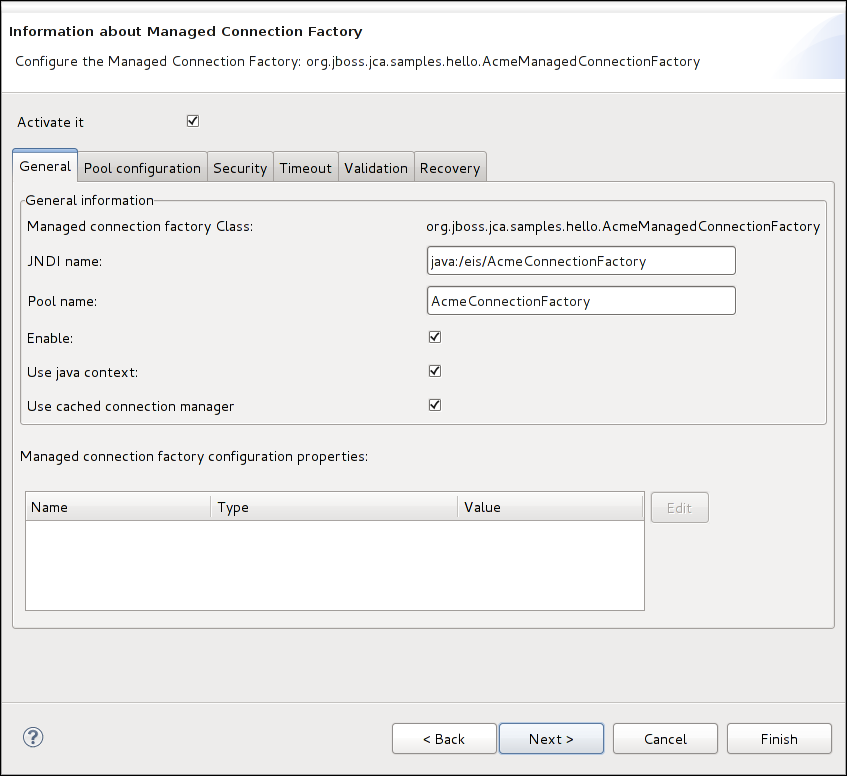 Information about Managed Connection Factory
Configure the Managed Connection Factory: org.jboss.jca.samples.hello.AcmeManagedConnectionFactory
Activate it
General Pool configuration Security Timeout Validation Recovery
General information
Managed connection factory Class: org.jboss.jca.samples.hello.AcmeManagedConnectionFactory
JNDI name: java:/eis/AcmeConnectionFactory
Pool name: AcmeConnectionFactory
Enable:
Use java context:
Use cached connection manager
Managed connection factory configuration properties:
Name Type Value Edit
? < Back Next > Cancel Finish